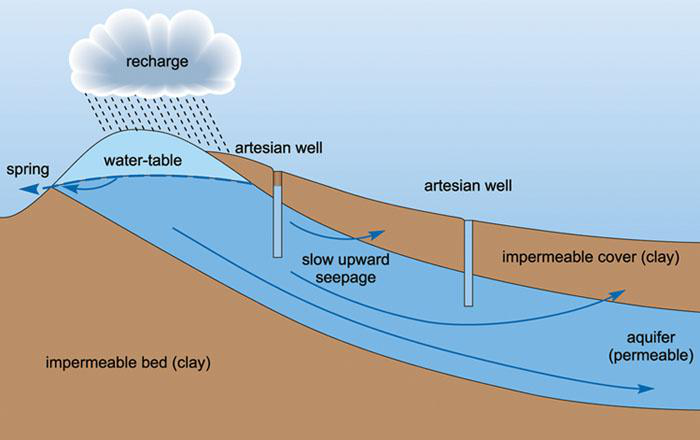 recharge
artesian well
water-table
spring
artesian well
slow upward
seepage
impermeable cover (clay)
aquifer
(permeable)
impermeable bed (clay)